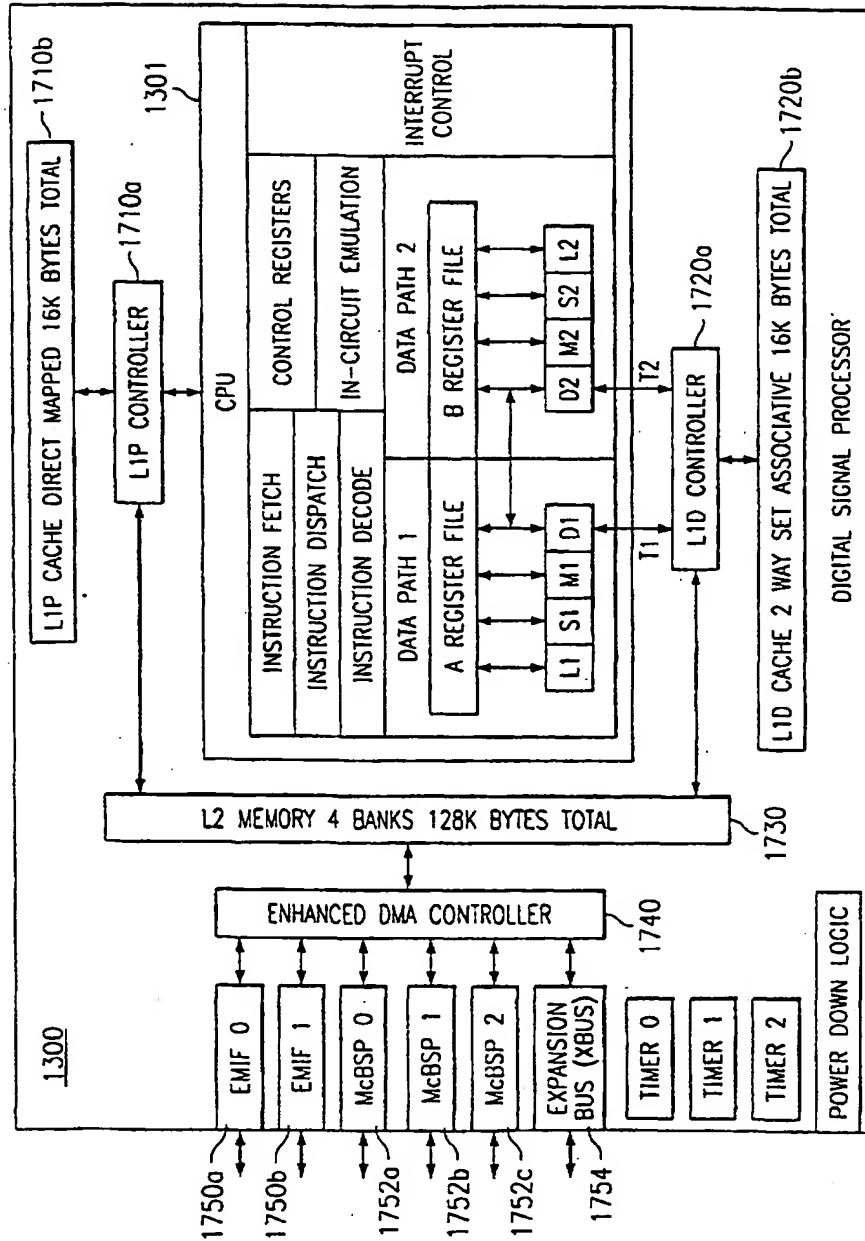 1300
1750a
EMIF 0
1750b
EMIF 1
1752a
McBSP 0
1752b
McBSP 1
1752c
McBSP 2
1754
EXPANSION
BUS (XBUS)
TIMER 0
TIMER 1
TIMER 2
POWER DOWN LOGIC
ENHANCED DMA CONTROLLER
1740
L2 MEMORY 4 BANKS 128K BYTES TOTAL
1730
L1P CACHE DIRECT MAPPED 16K BYTES TOTAL
1710b
L1P CONTROLLER
1710a
1301
CPU
INSTRUCTION FETCH
INSTRUCTION DISPATCH
INSTRUCTION DECODE
CONTROL REGISTERS
IN-CIRCUIT EMULATION
INTERRUPT
CONTROL
DATA PATH 1
A REGISTER FILE
L1 S1 M1 D1
DATA PATH 2
B REGISTER FILE
D2 M2 S2 L2
T1
T2
L1D CONTROLLER
1720a
L1D CACHE 2 WAY SET ASSOCIATIVE 16K BYTES TOTAL
1720b
DIGITAL SIGNAL PROCESSOR